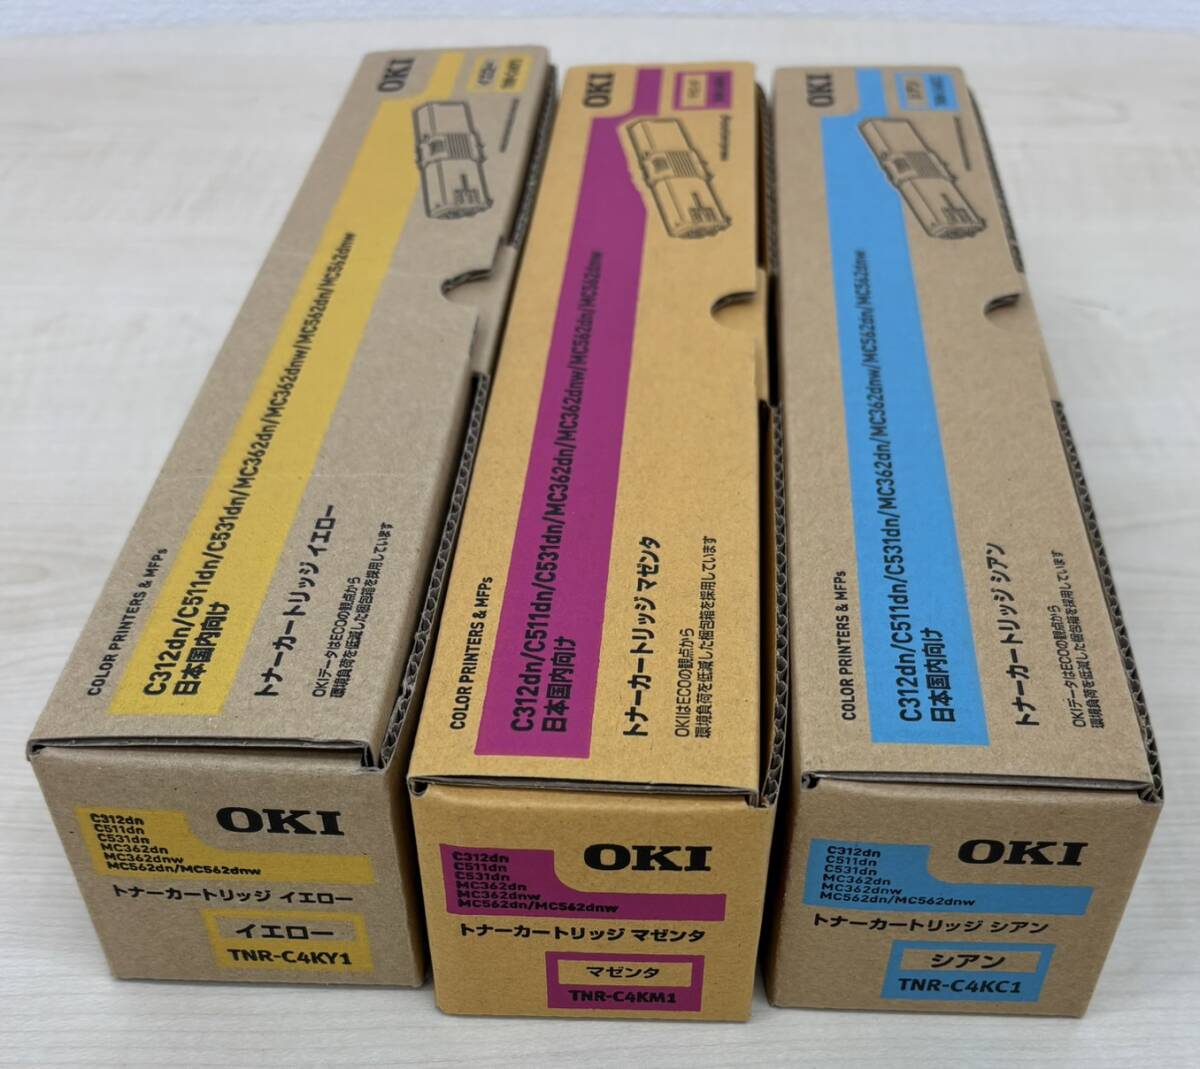 OKI
イエロー
COLOR PRINTERS & MFPs
C312dn/C511dn/C531dn/MC362dn/MC362dnw/MC562dn/MC562dnw
日本国内向け
トナーカートリッジ イエロー
OKIデータはECOの観点から
環境負荷を低減した梱包箱を採用しています
C312dn
C511dn
C531dn
MC362dn
MC362dnw
MC562dn/MC562dnw
OKI
トナーカートリッジ イエロー
イエロー
TNR-C4KY1
OKI
COLOR PRINTERS & MFPs
C312dn/C511dn/C531dn/MC362dn/MC362dnw/MC562dn/MC562dnw
日本国内向け
トナーカートリッジ マゼンタ
OKIはECOの観点から
環境負荷を低減した梱包箱を採用しています
C312dn
C511dn
C531dn
MC362dn
MC362dnw
MC562dn/MC562dnw
OKI
トナーカートリッジ マゼンタ
マゼンタ
TNR-C4KM1
OKI
シアン
COLOR PRINTERS & MFPs
C312dn/C511dn/C531dn/MC362dn/MC362dnw/MC562dn/MC562dnw
日本国内向け
トナーカートリッジ シアン
OKIデータはECOの観点から
環境負荷を低減した梱包箱を採用しています
C312dn
C511dn
C531dn
MC362dn
MC362dnw
MC562dn/MC562dnw
OKI
トナーカートリッジ シアン
シアン
TNR-C4KC1